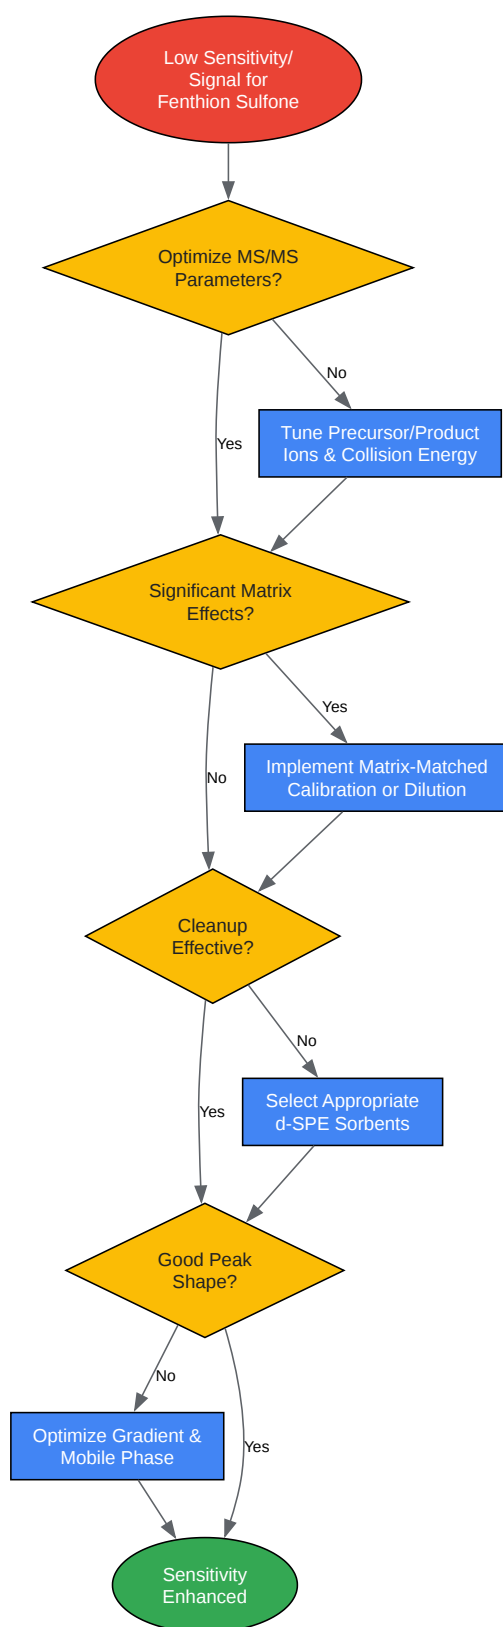 Low Sensitivity/
Signal for
Fenthion Sulfone
Optimize MS/MS
Parameters?
No
Tune Precursor/Product
Ions & Collision Energy
Yes
Significant Matrix
Effects?
Yes
Implement Matrix-Matched
Calibration or Dilution
No
Cleanup
Effective?
No
Select Appropriate
d-SPE Sorbents
Yes
Good Peak
Shape?
No
Optimize Gradient &
Mobile Phase
Yes
Sensitivity
Enhanced